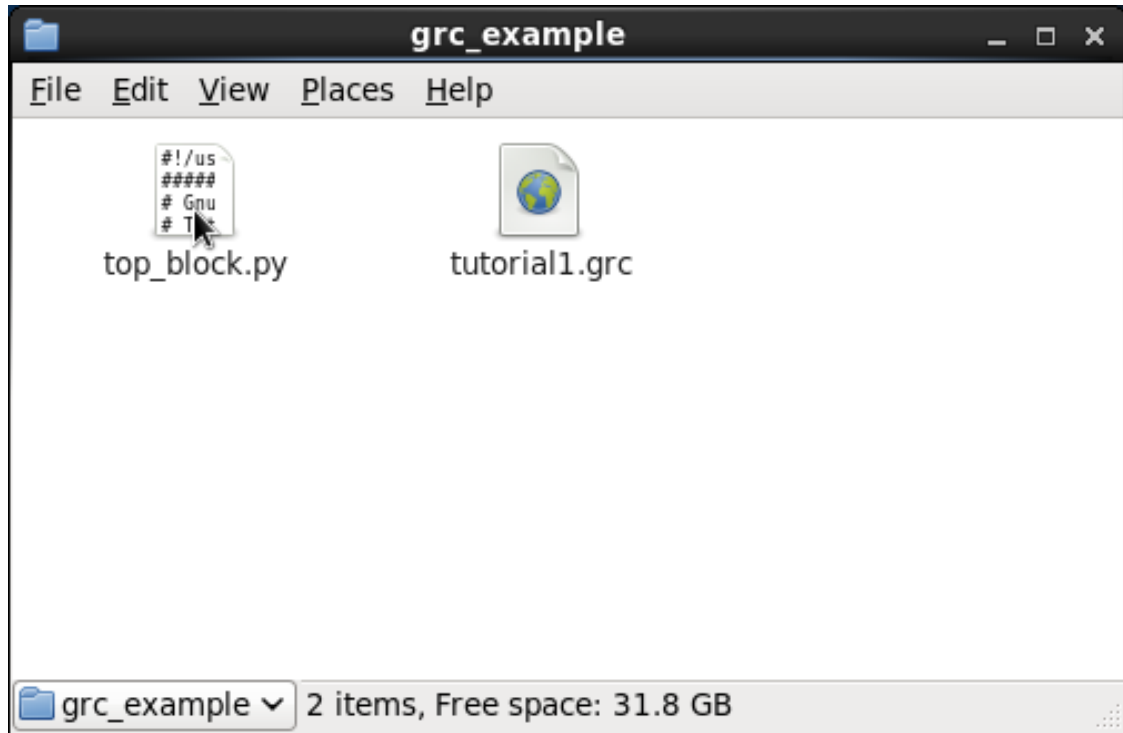 grc_example
File Edit View Places Help
#!/us
#####
# Gnu
#
top_block.py
tutorial1.grc
grc_example
2 items, Free space: 31.8 GB